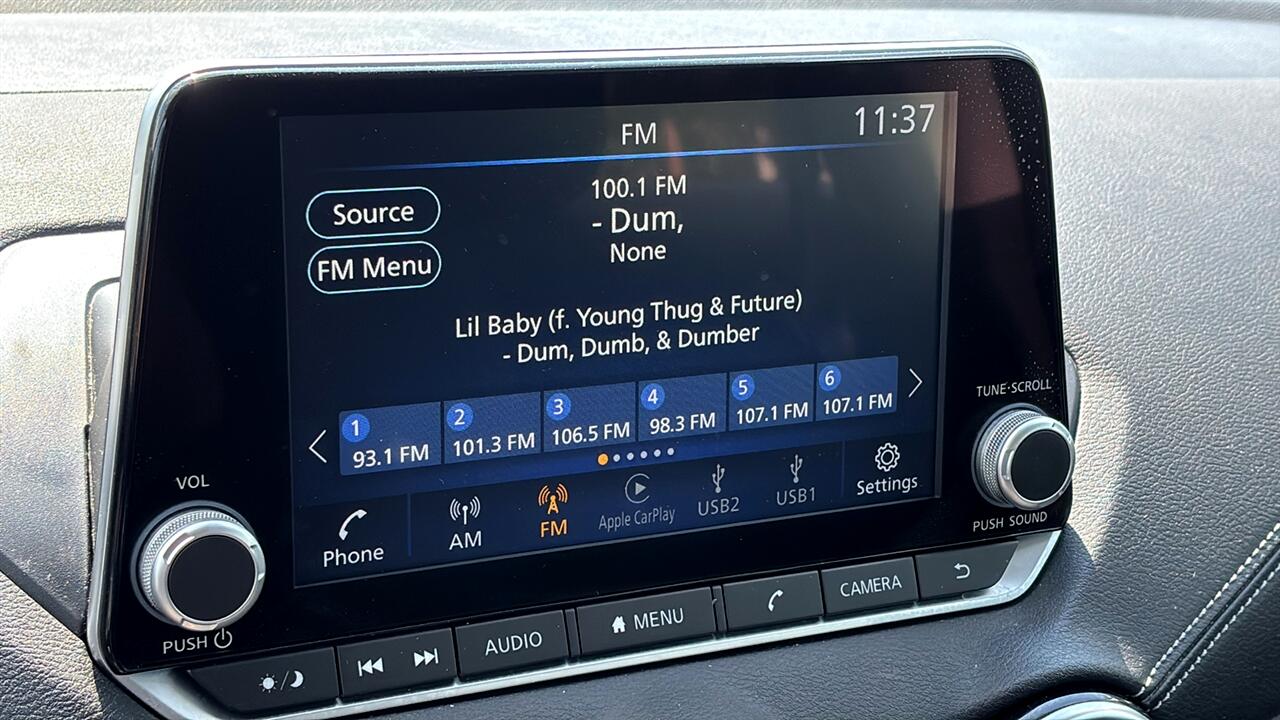 FM
11:37
Source
FM Menu
100.1 FM
- Dum,
None
Lil Baby (f. Young Thug & Future)
- Dum, Dumb, & Dumber
1
93.1 FM
2
101.3 FM
3
106.5 FM
4
98.3 FM
5
107.1 FM
6
107.1 FM
Phone
AM
FM
Apple CarPlay
USB2
USB1
Settings
VOL
PUSH
TUNE·SCROLL
PUSH SOUND
AUDIO
MENU
CAMERA